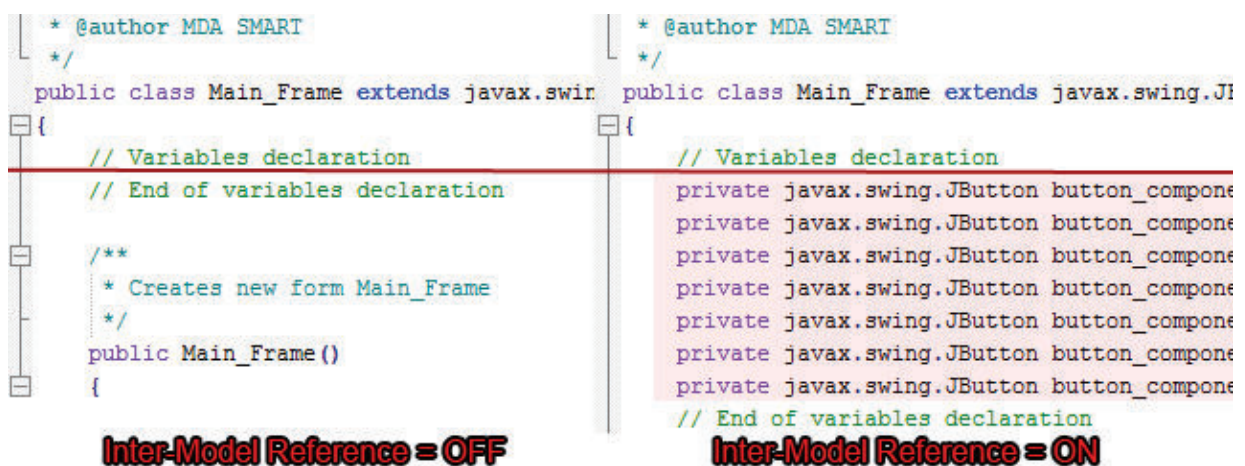 * @author MDA SMART
*/
public class Main_Frame extends javax.swin
{
// Variables declaration
// End of variables declaration
/**
* Creates new form Main_Frame
*/
public Main_Frame()
{
Inter-Model Reference = OFF
* @author MDA SMART
*/
public class Main_Frame extends javax.swing.JF
{
// Variables declaration
private javax.swing.JButton button_compone
private javax.swing.JButton button_compone
private javax.swing.JButton button_compone
private javax.swing.JButton button_compone
private javax.swing.JButton button_compone
private javax.swing.JButton button_compone
private javax.swing.JButton button_compone
// End of variables declaration
Inter-Model Reference = ON